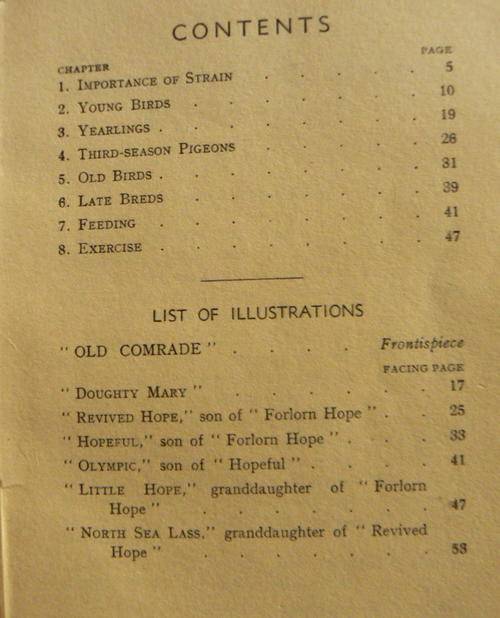 CONTENTS
CHAPTER PAGE
1. IMPORTANCE OF STRAIN . . . . . 5
2. YOUNG BIRDS . . . . . . . 10
3. YEARLINGS . . . . . . . 19
4. THIRD-SEASON PIGEONS . . . . . 26
5. OLD BIRDS . . . . . . . 31
6. LATE BREDS . . . . . . 39
7. FEEDING . . . . . . . 41
8. EXERCISE . . . . . . . 47
LIST OF ILLUSTRATIONS
"OLD COMRADE" . . . . Frontispiece
FACING PAGE
"DOUGHTY MARY" . . . . . . 17
"REVIVED HOPE," son of "Forlorn Hope" . . 25
"HOPEFUL," son of "Forlorn Hope" . . . 33
"OLYMPIC," son of "Hopeful" . . . . 41
"LITTLE HOPE," granddaughter of "Forlorn
Hope" . . . . . . . 47
"NORTH SEA LASS," granddaughter of "Revived
Hope" . . . . . . . 53